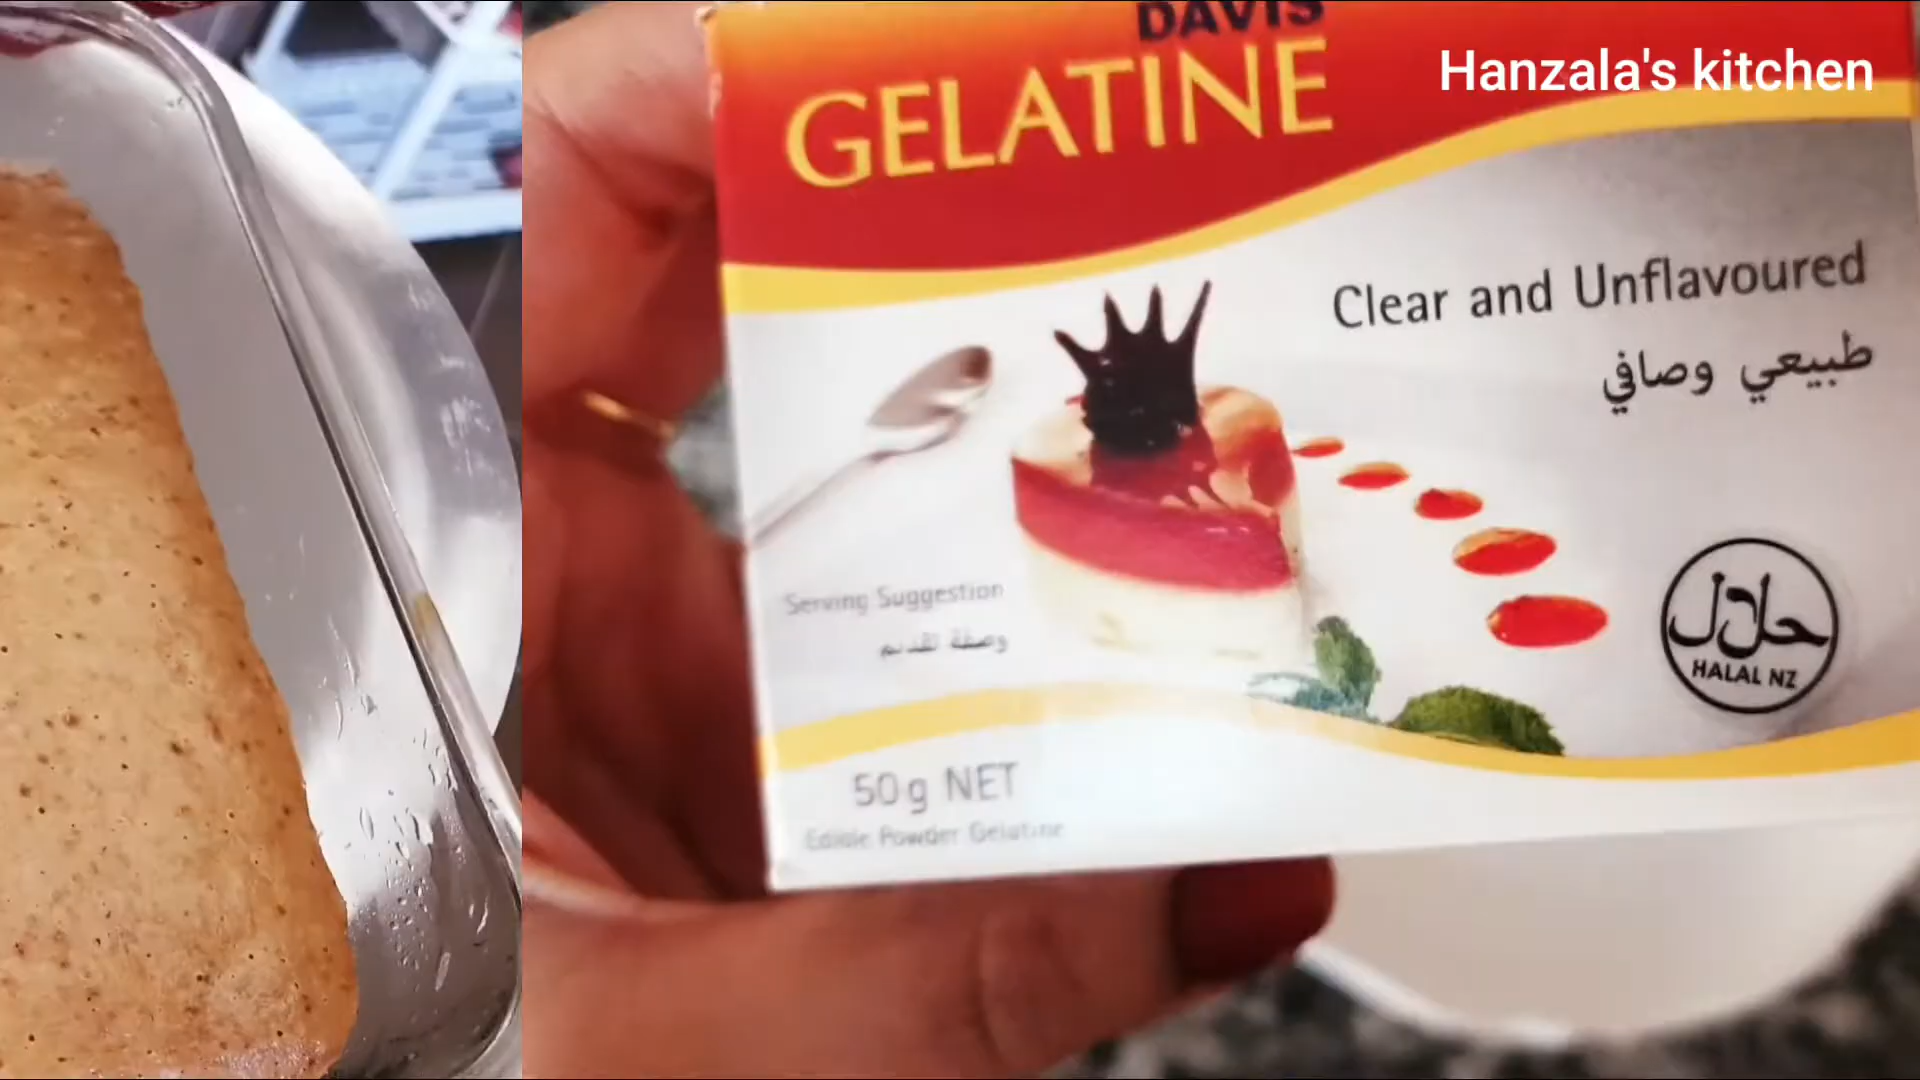 DAVIS
GELATINE
Hanzala's kitchen
Clear and Unflavoured
طبيعي وصافي
Serving Suggestion
وصفة تقديم
حلال
HALAL NZ
50g NET
Edible Powder Gelatine